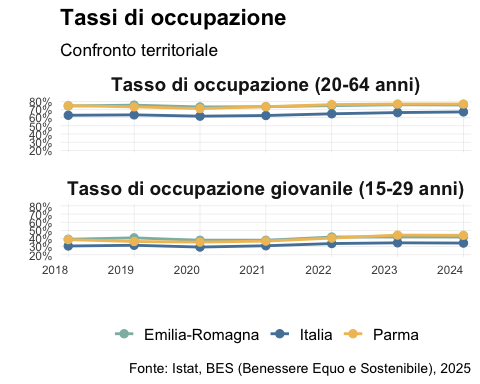 Tassi di occupazione
Confronto territoriale
Tasso di occupazione (20-64 anni)
80%
70%
60%
50%
40%
30%
20%
Tasso di occupazione giovanile (15-29 anni)
80%
70%
60%
50%
40%
30%
20%
2018 2019 2020 2021 2022 2023 2024
Emilia-Romagna Italia Parma
Fonte: Istat, BES (Benessere Equo e Sostenibile), 2025